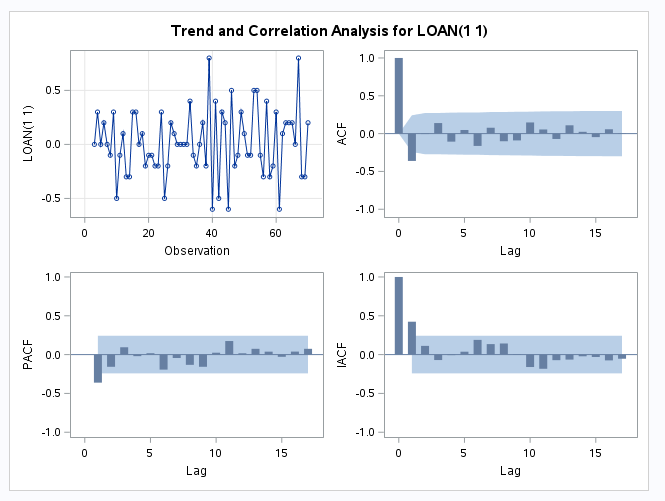 Trend and Correlation Analysis for LOAN(1 1)
LOAN(1 1)
0.5
0.0
-0.5
0 20 40 60
Observation
ACF
1.0
0.5
0.0
-0.5
-1.0
0 5 10 15
Lag
PACF
1.0
0.5
0.0
-0.5
-1.0
0 5 10 15
Lag
IACF
1.0
0.5
0.0
-0.5
-1.0
0 5 10 15
Lag